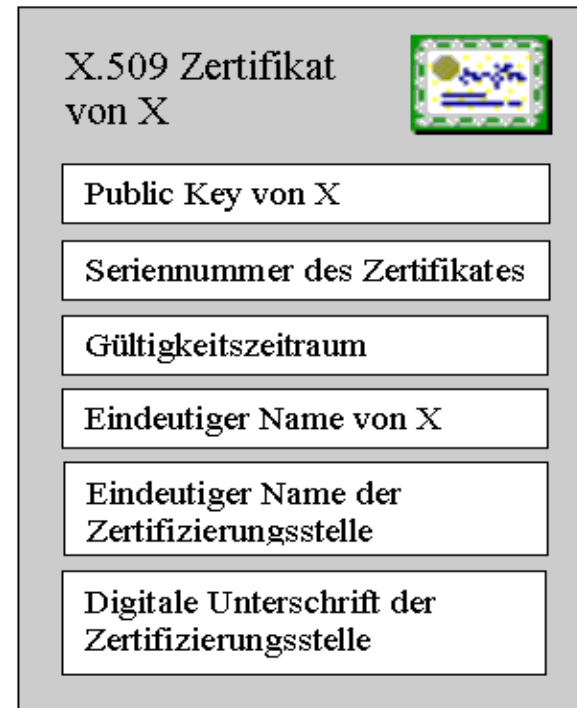 X.509 Zertifikat
von X
Public Key von X
Seriennummer des Zertifikates
Gültigkeitszeitraum
Eindeutiger Name von X
Eindeutiger Name der
Zertifizierungsstelle
Digitale Unterschrift der
Zertifizierungsstelle